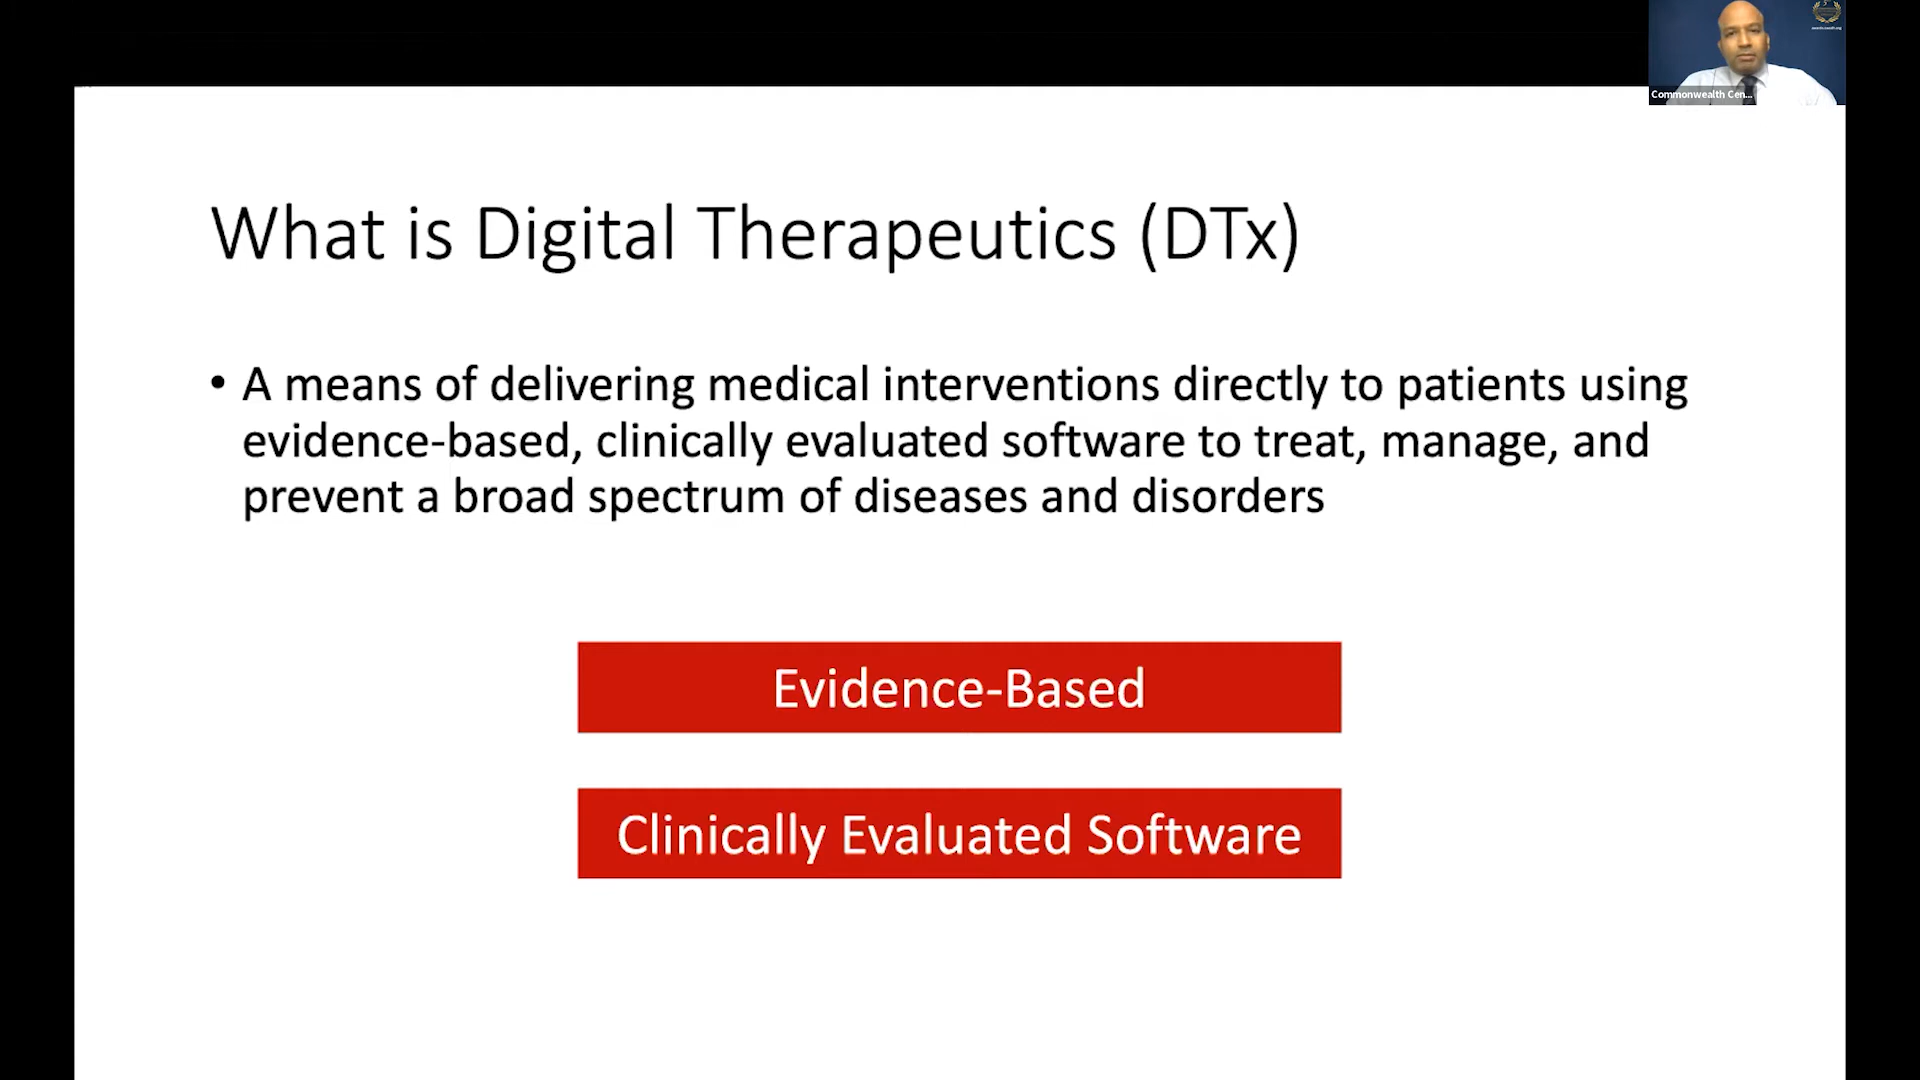 Commonwealth Cen...
What is Digital Therapeutics (DTx)
• A means of delivering medical interventions directly to patients using
evidence-based, clinically evaluated software to treat, manage, and
prevent a broad spectrum of diseases and disorders
Evidence-Based
Clinically Evaluated Software